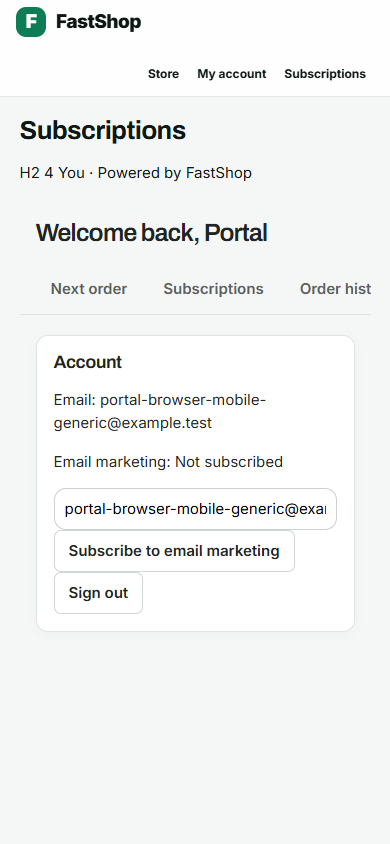 F FastShop
Store My account Subscriptions
Subscriptions
H2 4 You · Powered by FastShop
Welcome back, Portal
Next order Subscriptions Order hist
Account
Email: portal-browser-mobile-
generic@example.test
Email marketing: Not subscribed
portal-browser-mobile-generic@exa
Subscribe to email marketing
Sign out